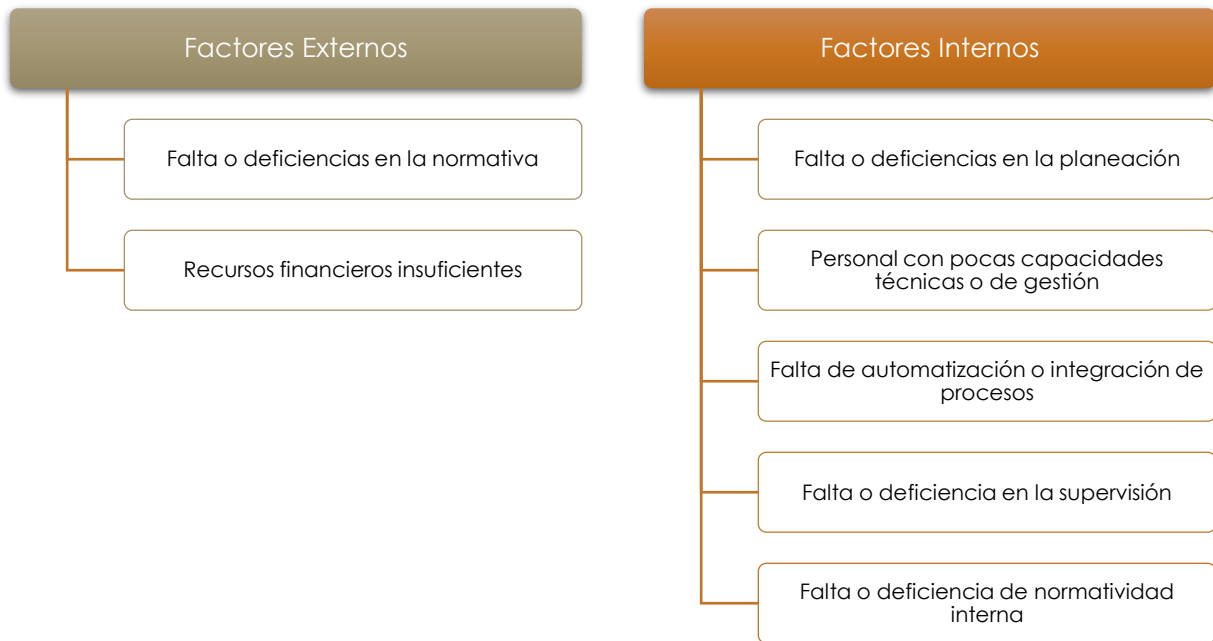 Factores Externos
Falta o deficiencias en la normativa
Recursos financieros insuficientes
Factores Internos
Falta o deficiencias en la planeación
Personal con pocas capacidades
técnicas o de gestión
Falta de automatización o integración de
procesos
Falta o deficiencia en la supervisión
Falta o deficiencia de normatividad
interna